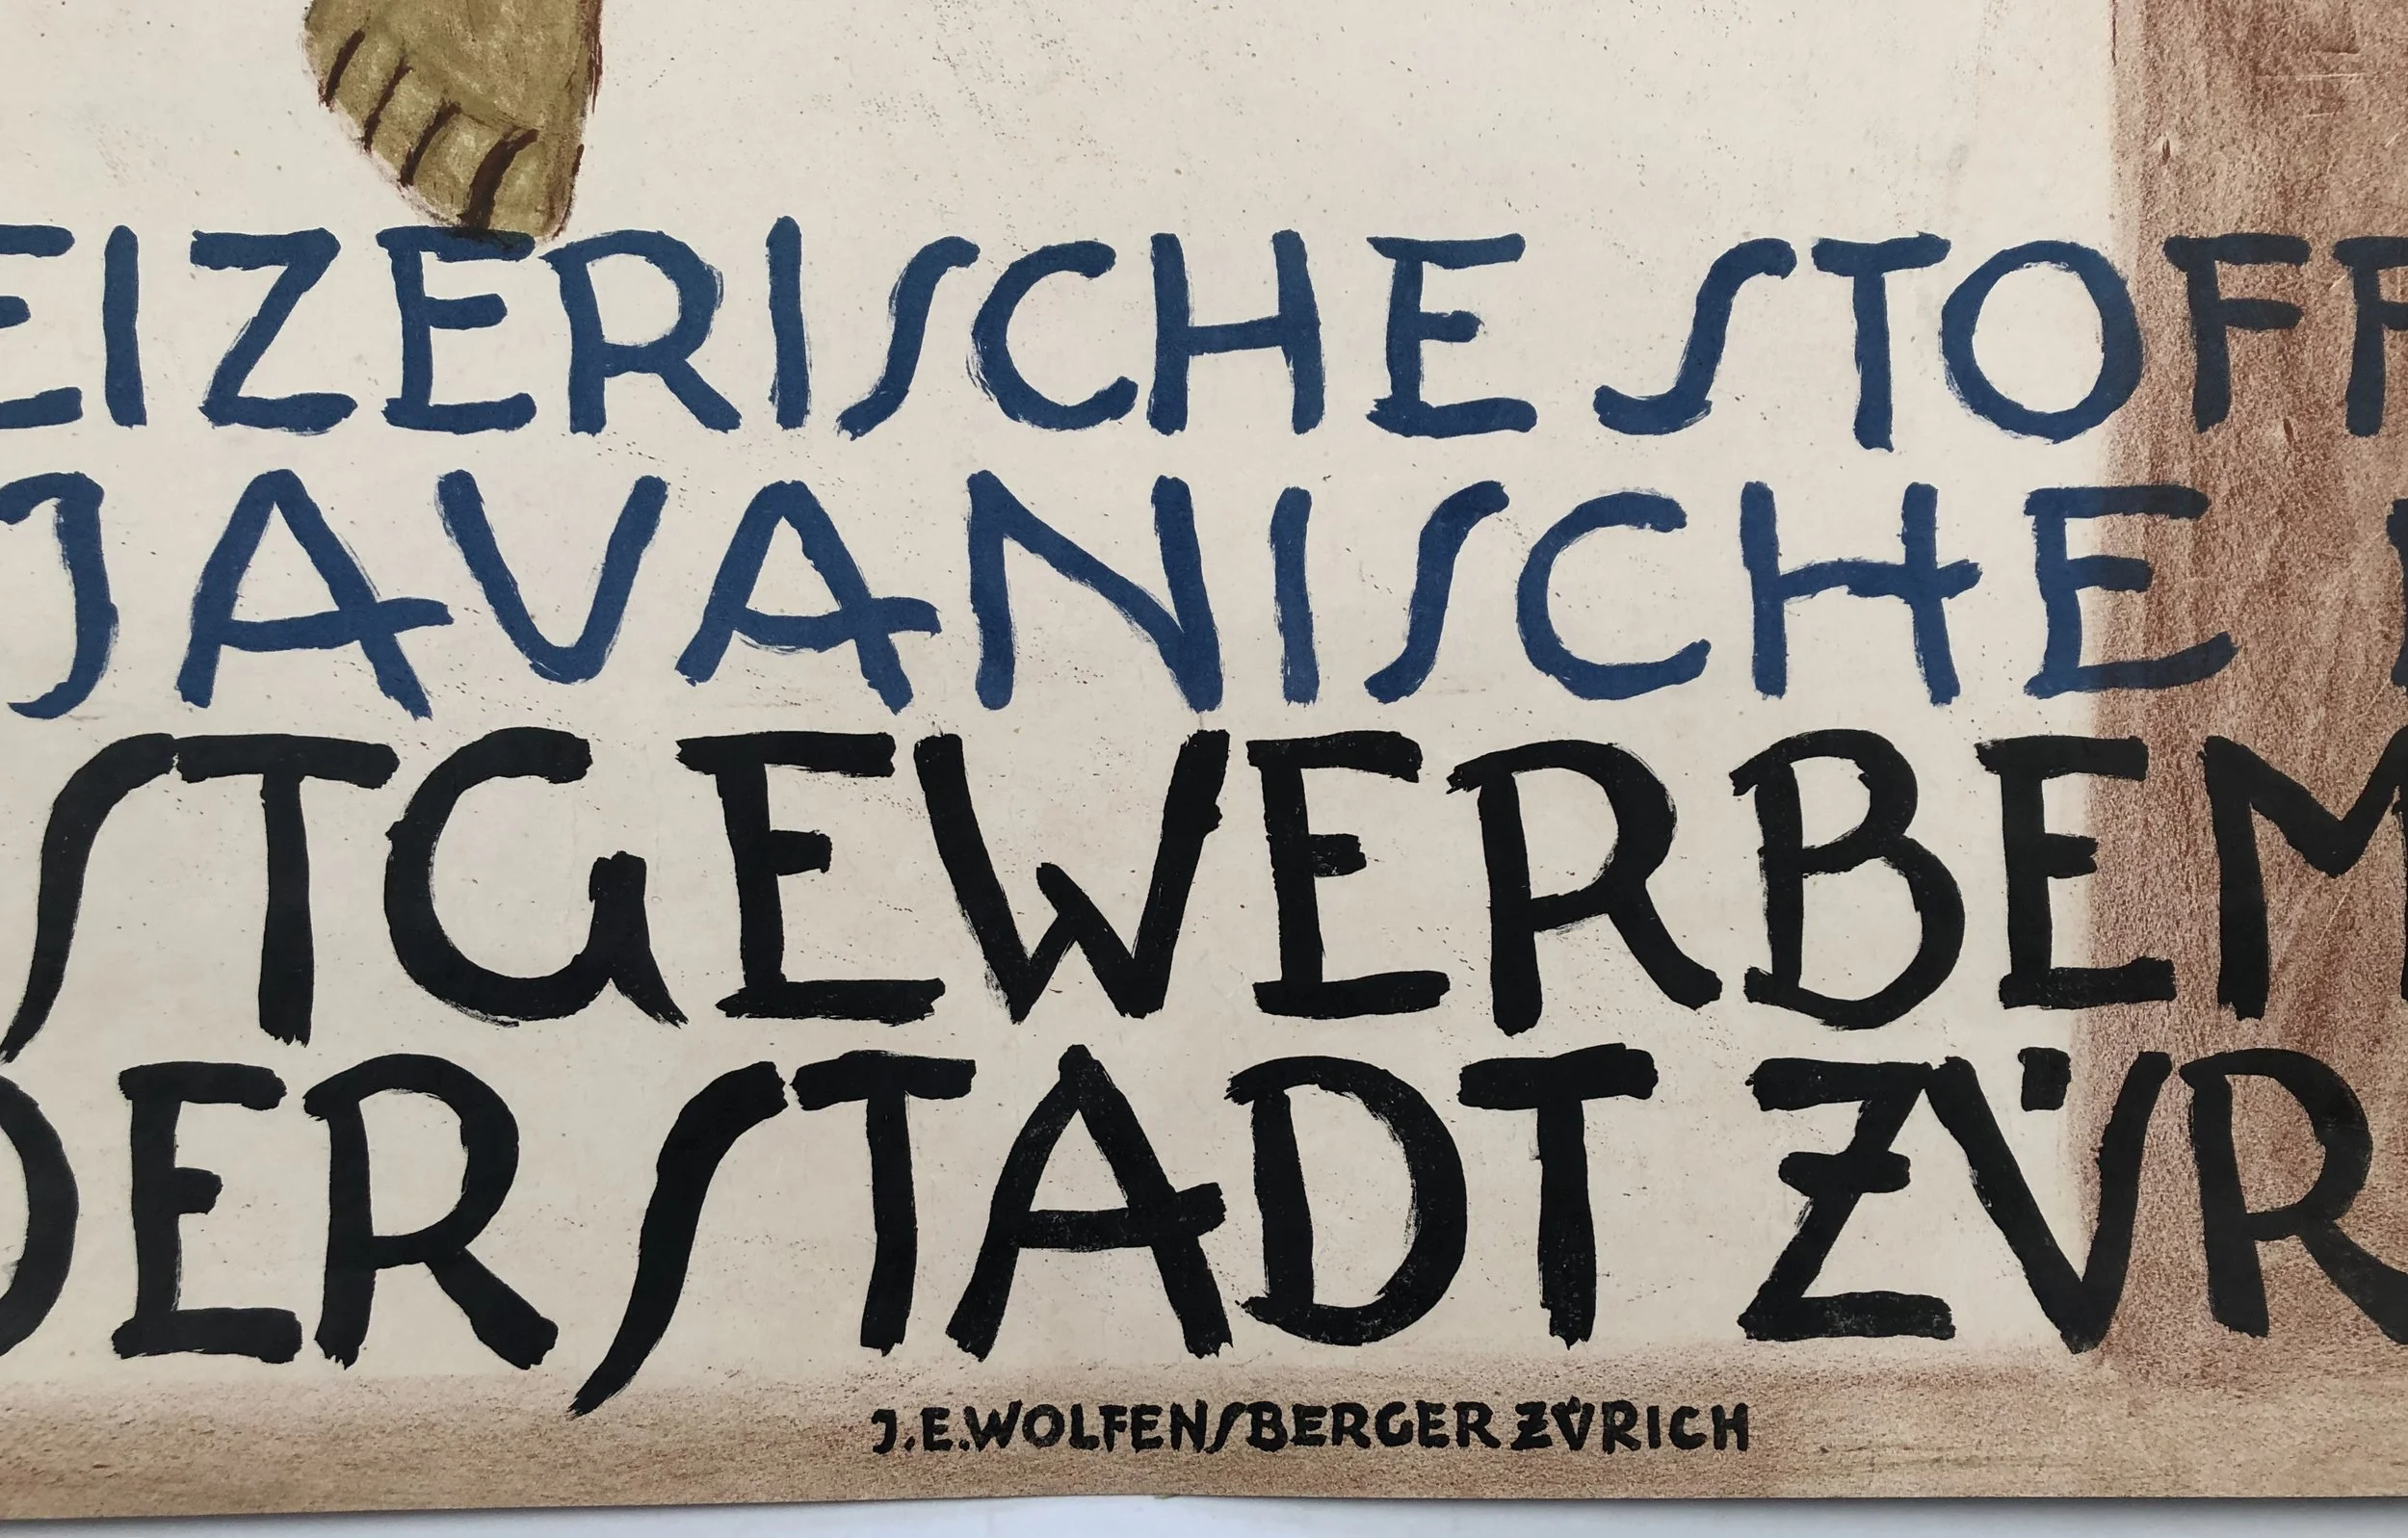 EIZERISCHE STOFF
JAVANISCHE
STGEWERBEM
DER STADT ZÜR
J.E.WOLFENSBERGER ZÜRICH